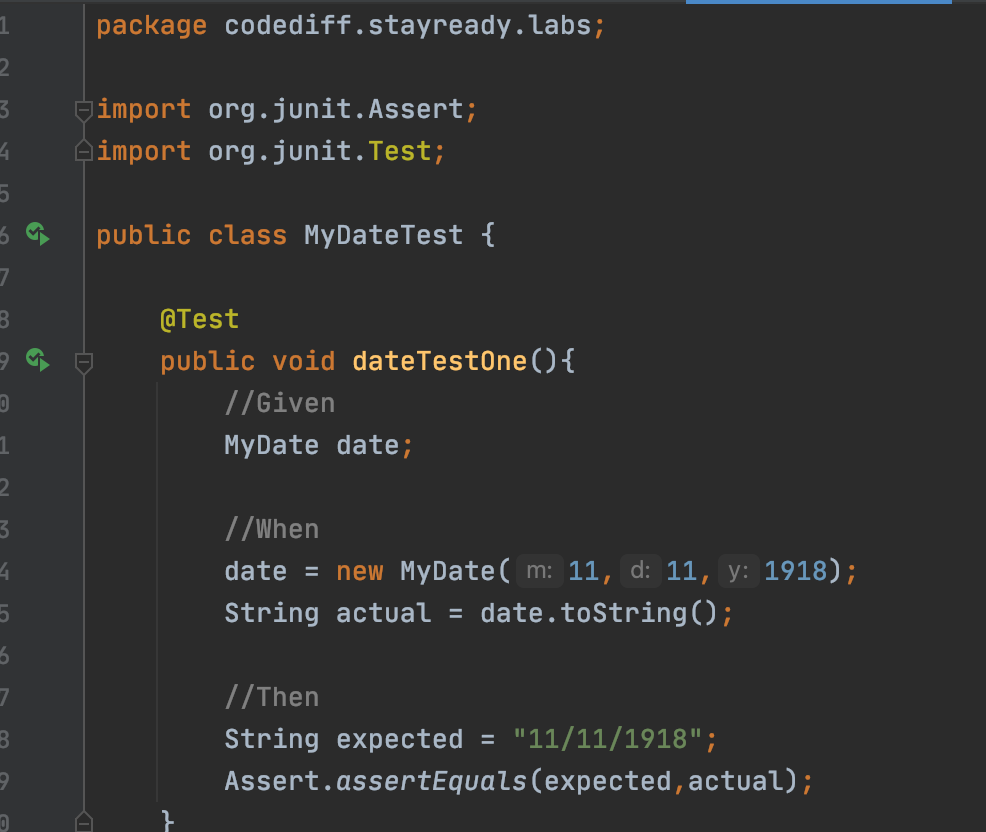 1 package codediff.stayready.labs;
2
3 import org.junit.Assert;
4 import org.junit.Test;
5
6 public class MyDateTest {
7
8 @Test
9 public void dateTestOne(){
0 //Given
1 MyDate date;
2
3 //When
4 date = new MyDate( m: 11, d: 11, y: 1918);
5 String actual = date.toString();
6
7 //Then
8 String expected = "11/11/1918";
9 Assert.assertEquals(expected,actual);
0 }